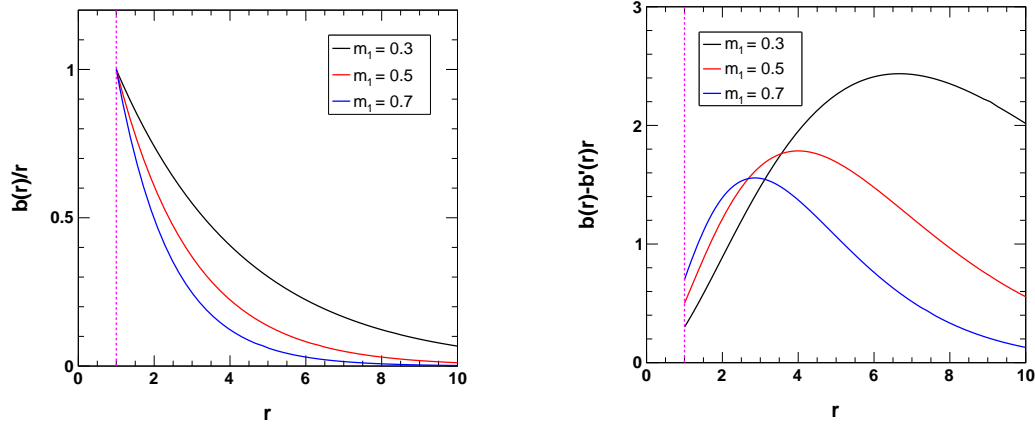 b(r)/r
1
0.5
0
0 2 4 6 8 10
r
m₁ = 0.3
m₁ = 0.5
m₁ = 0.7
b(r)-b'(r)r
3
2
1
0
0 2 4 6 8 10
r
m₁ = 0.3
m₁ = 0.5
m₁ = 0.7